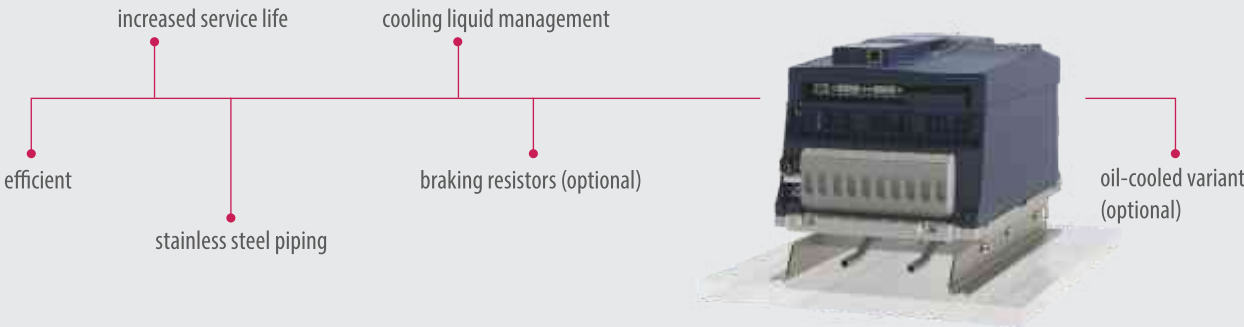 increased service life
cooling liquid management
efficient
braking resistors (optional)
oil-cooled variant
(optional)
stainless steel piping